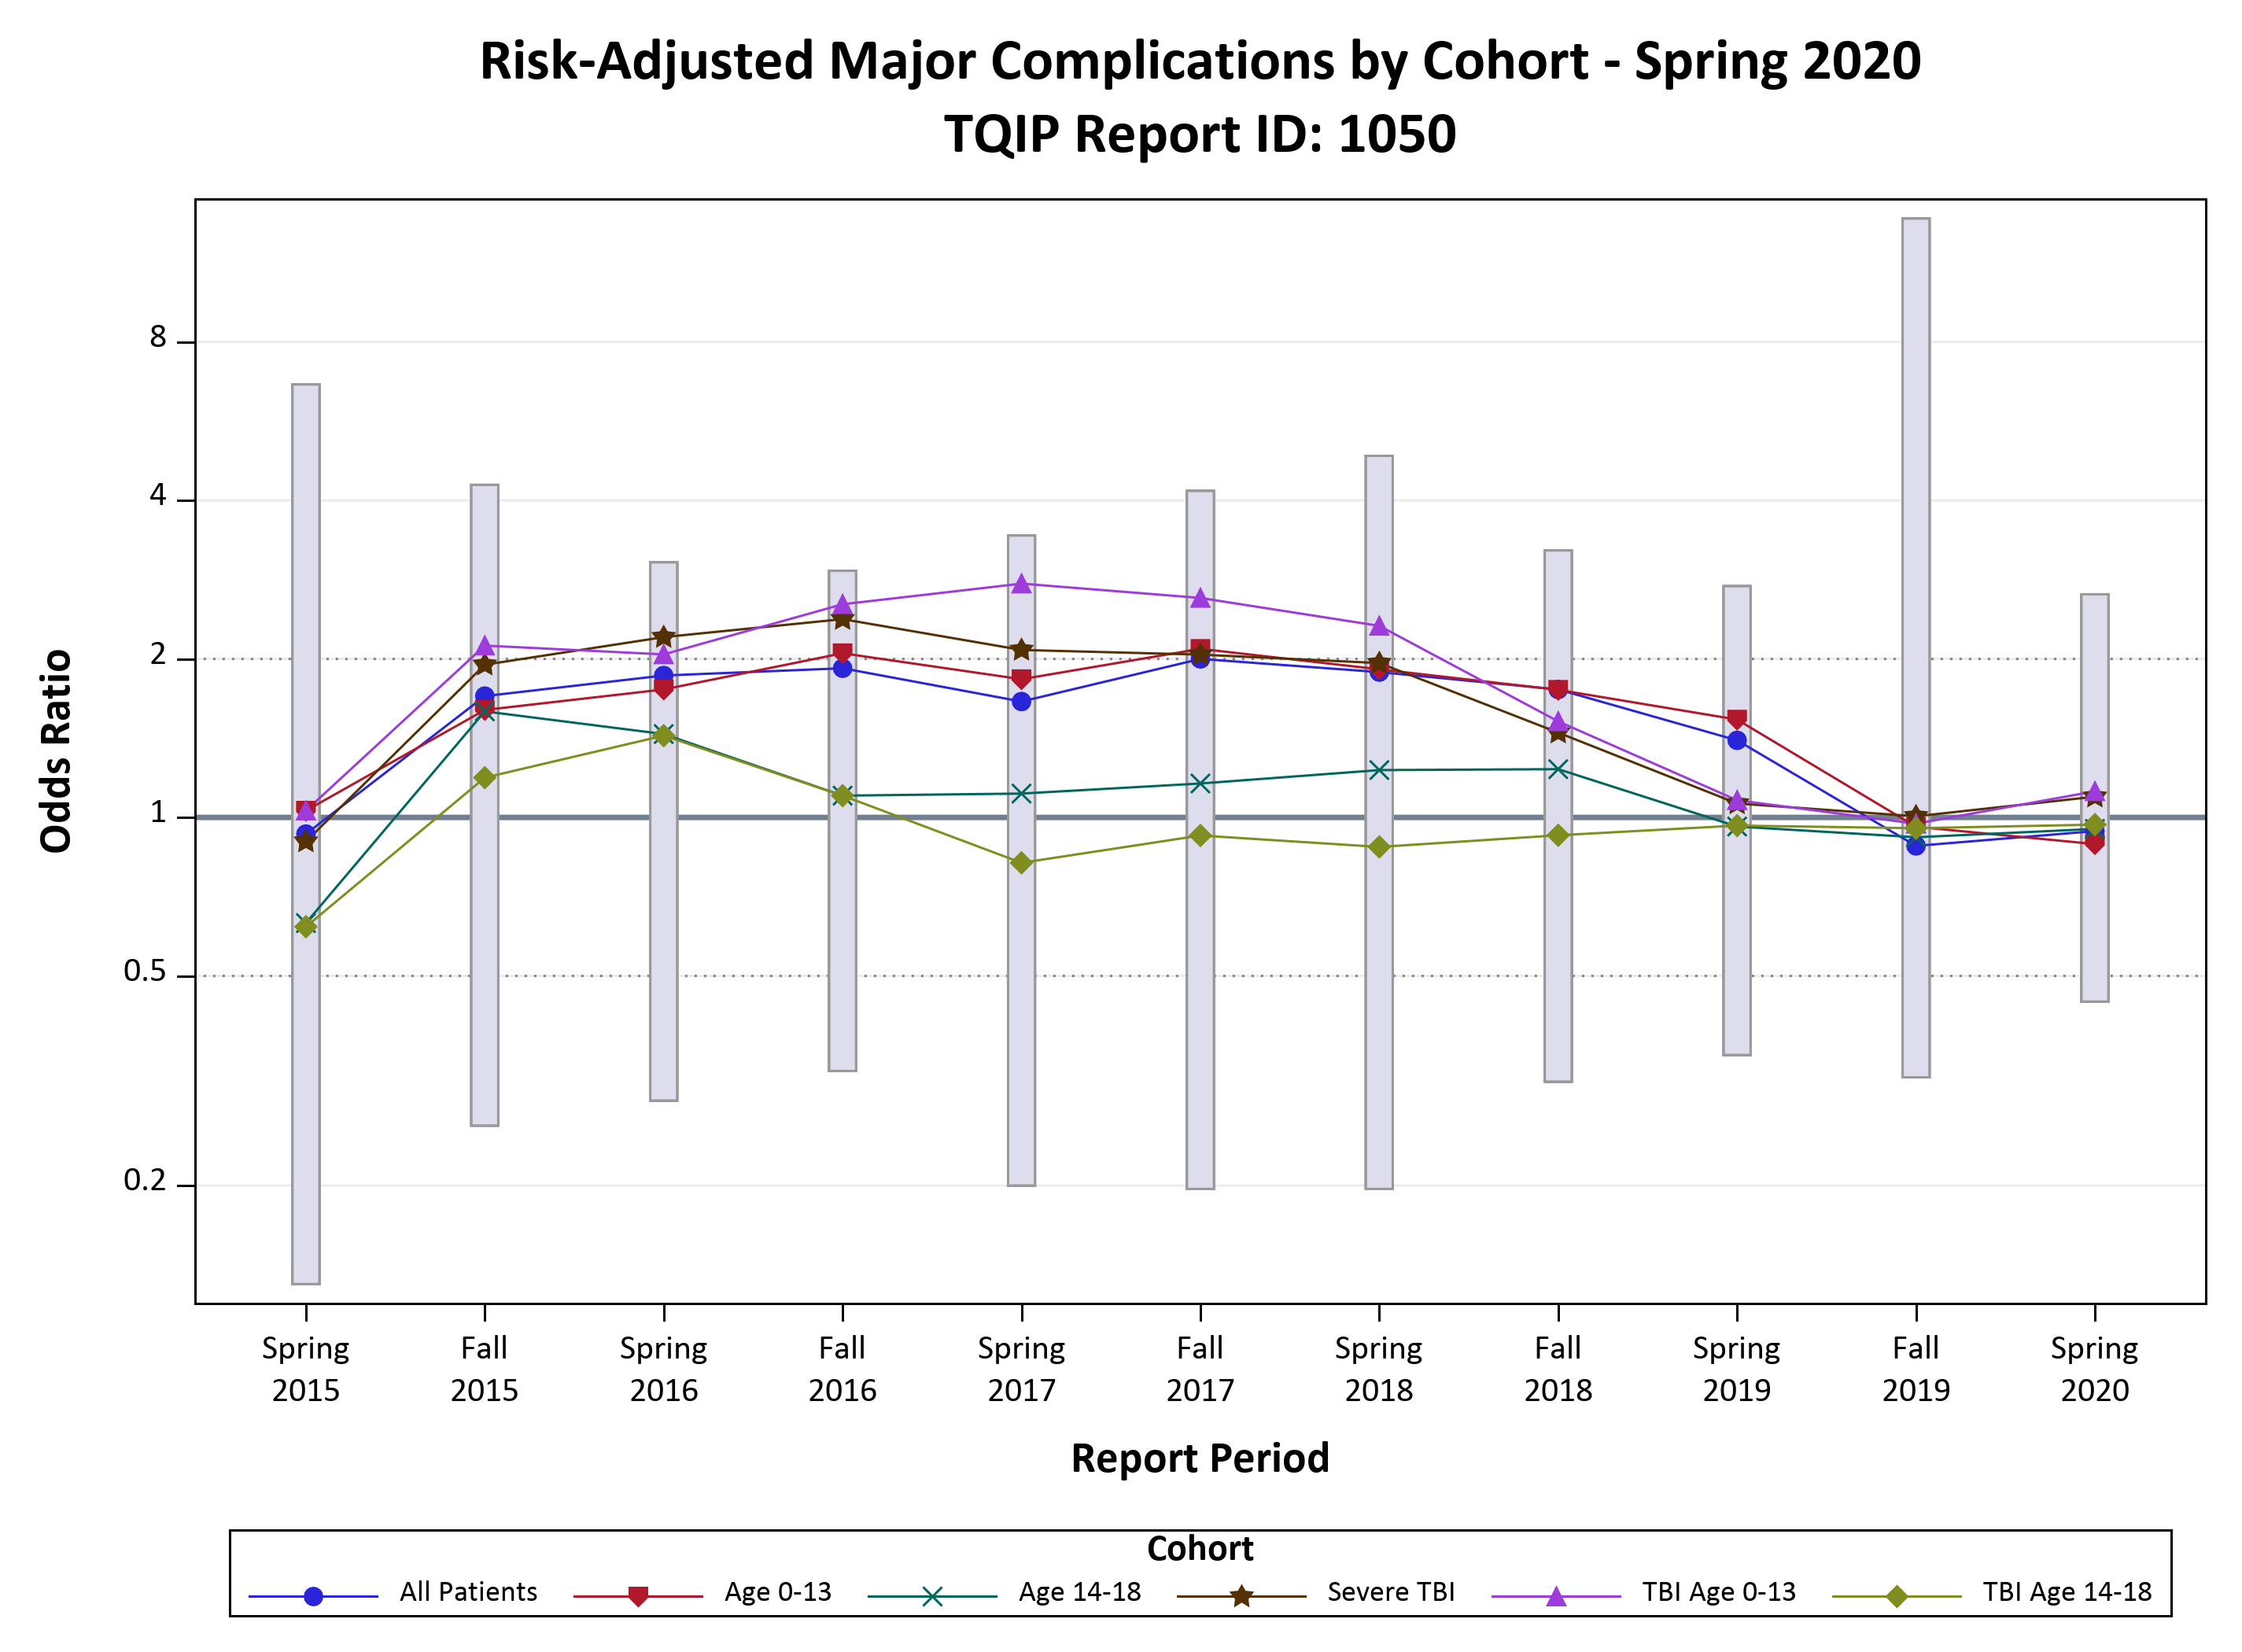 Risk-Adjusted Major Complications by Cohort - Spring 2020
TQIP Report ID: 1050
Odds Ratio
8
4
2
1
0.5
0.2
Spring 2015
Fall 2015
Spring 2016
Fall 2016
Spring 2017
Fall 2017
Spring 2018
Fall 2018
Spring 2019
Fall 2019
Spring 2020
Report Period
Cohort
All Patients
Age 0-13
Age 14-18
Severe TBI
TBI Age 0-13
TBI Age 14-18